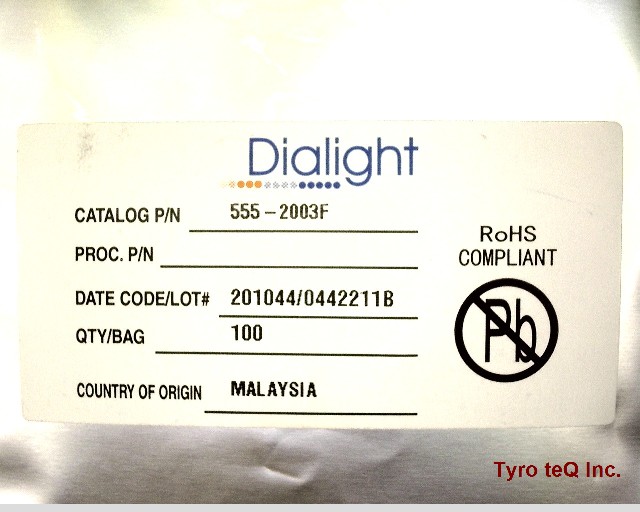 Dialight
CATALOG P/N 555-2003F
PROC. P/N
RoHS
COMPLIANT
DATE CODE/LOT# 201044/0442211B
Pb
QTY/BAG 100
COUNTRY OF ORIGIN MALAYSIA
Tyro teQ Inc.